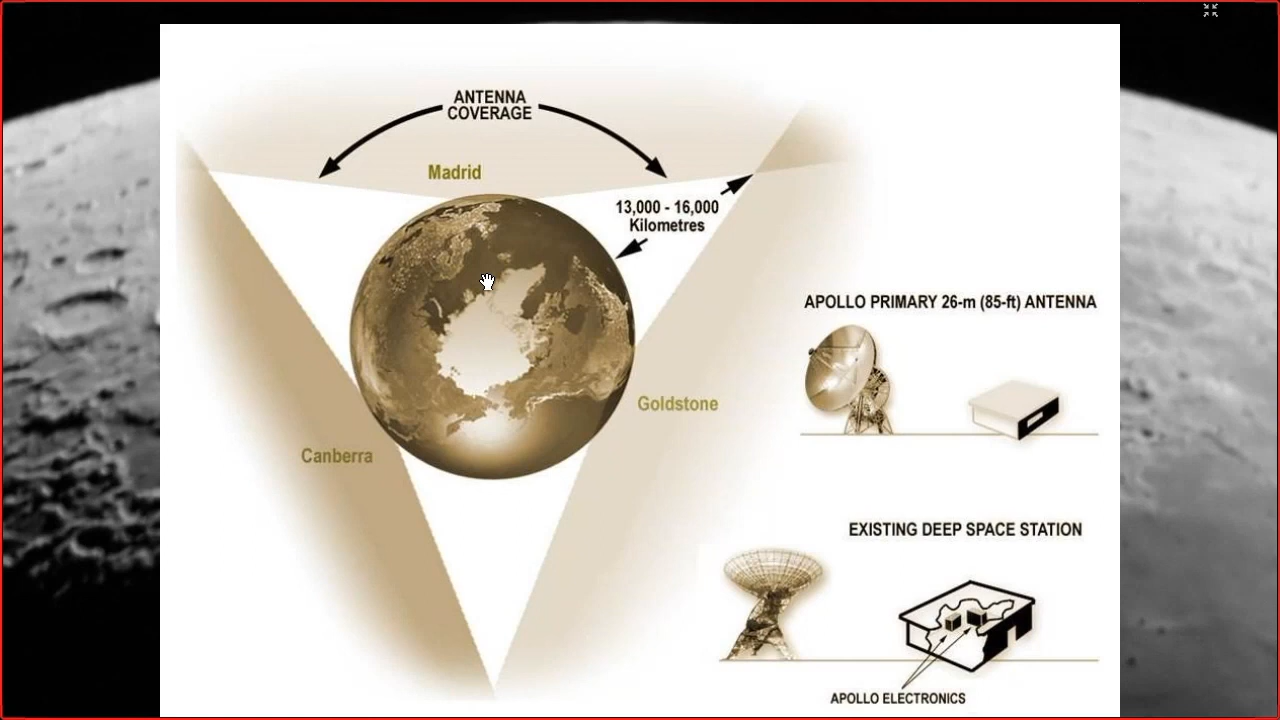 ANTENNA
COVERAGE
Madrid
13,000 - 16,000
Kilometres
APOLLO PRIMARY 26-m (85-ft) ANTENNA
Goldstone
Canberra
EXISTING DEEP SPACE STATION
APOLLO ELECTRONICS